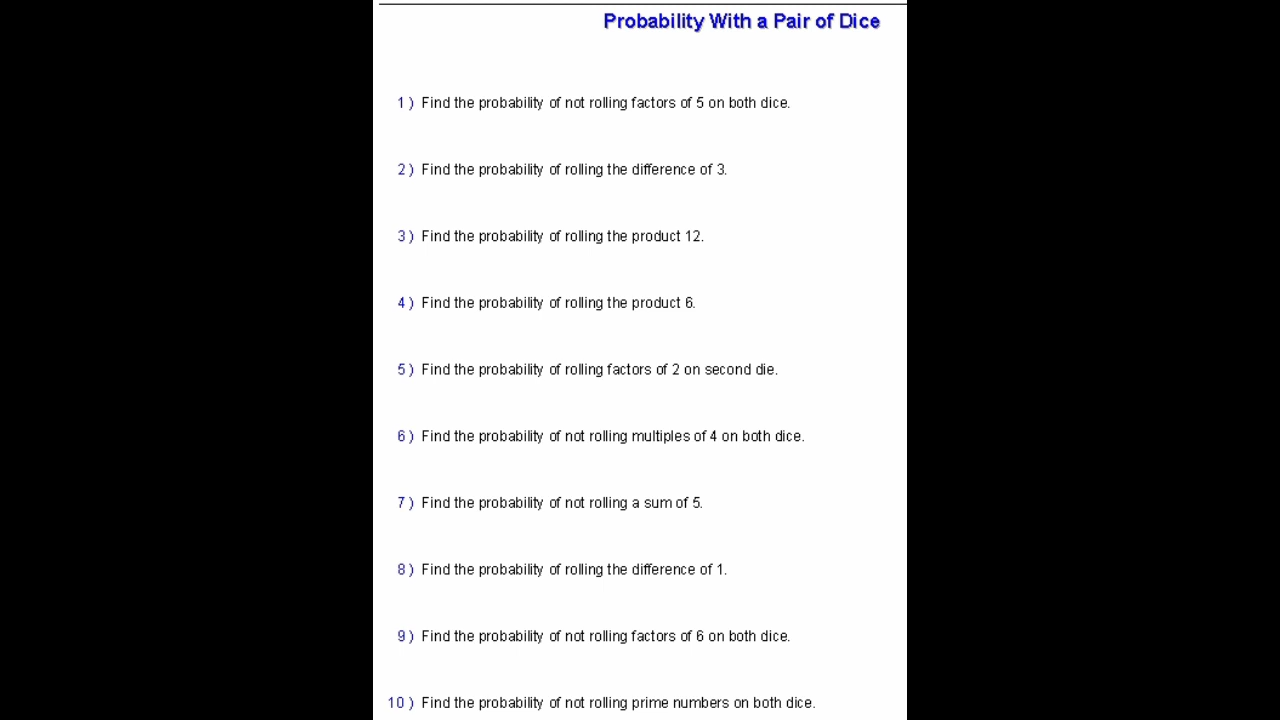 Probability With a Pair of Dice
1 ) Find the probability of not rolling factors of 5 on both dice.
2 ) Find the probability of rolling the difference of 3.
3 ) Find the probability of rolling the product 12.
4 ) Find the probability of rolling the product 6.
5 ) Find the probability of rolling factors of 2 on second die.
6 ) Find the probability of not rolling multiples of 4 on both dice.
7 ) Find the probability of not rolling a sum of 5.
8 ) Find the probability of rolling the difference of 1.
9 ) Find the probability of not rolling factors of 6 on both dice.
10 ) Find the probability of not rolling prime numbers on both dice.